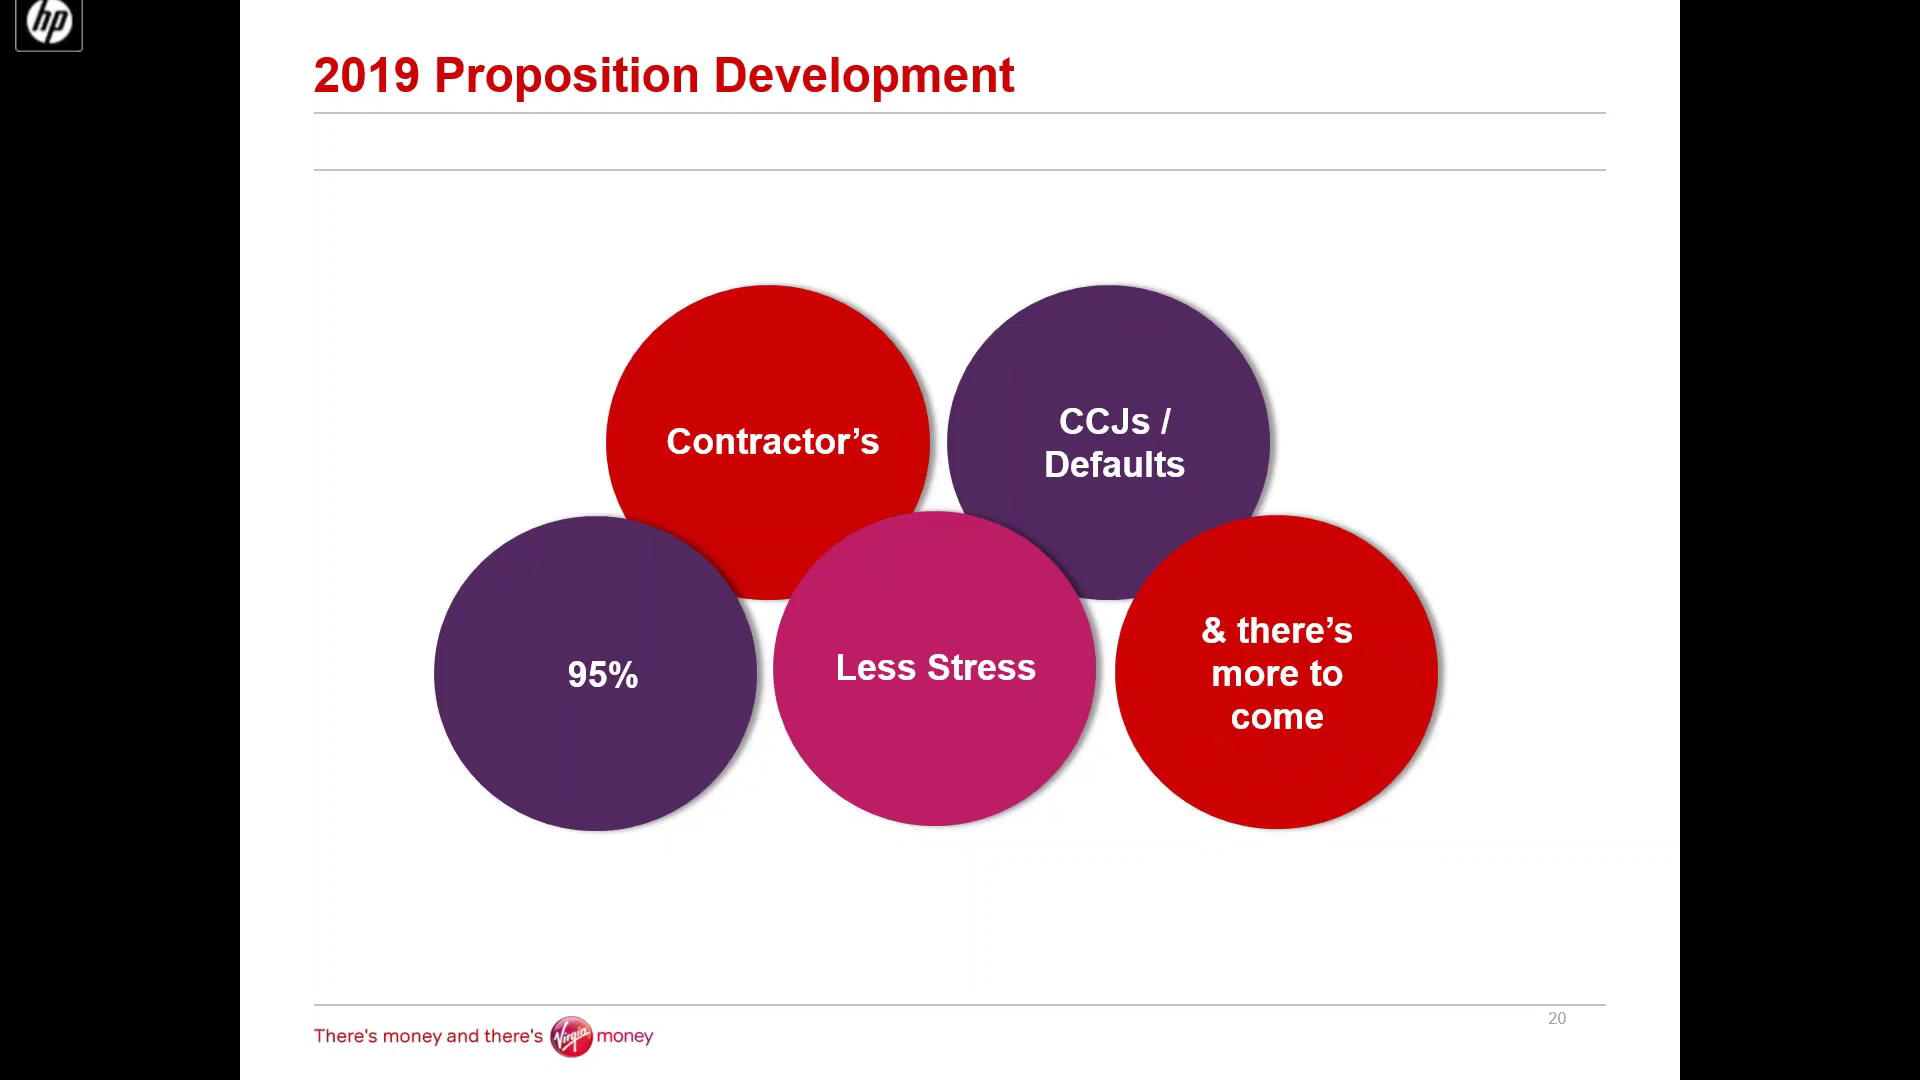 hp
2019 Proposition Development
Contractor’s
CCJs /
Defaults
95%
Less Stress
& there’s
more to
come
There's money and there's Virgin money
20